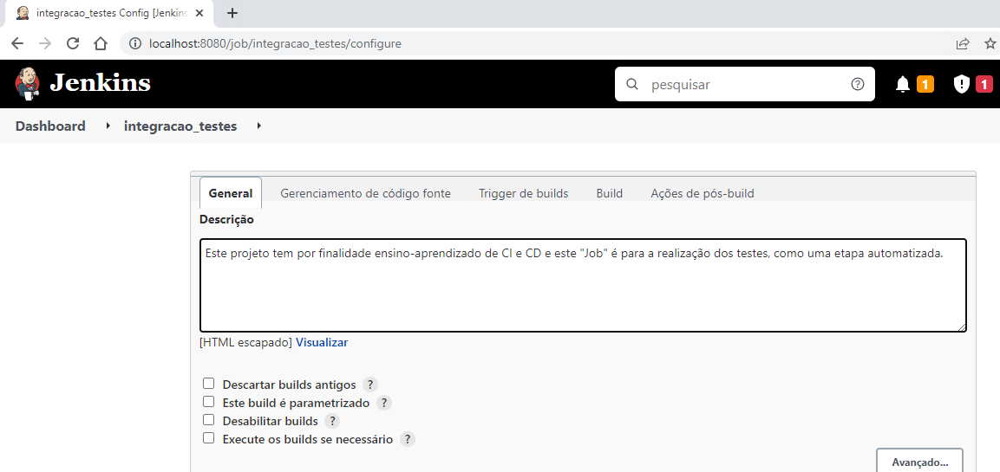 integracao_testes Config [Jenkins
localhost:8080/job/integracao_testes/configure
Jenkins
pesquisar
?
1
1
Dashboard
integracao_testes
General
Gerenciamento de código fonte
Trigger de builds
Build
Ações de pós-build
Descrição
Este projeto tem por finalidade ensino-aprendizado de CI e CD e este "Job" é para a realização dos testes, como uma etapa automatizada.
[HTML escapado] Visualizar
Descartar builds antigos ?
Este build é parametrizado ?
Desabilitar builds ?
Execute os builds se necessário ?
Avançado...